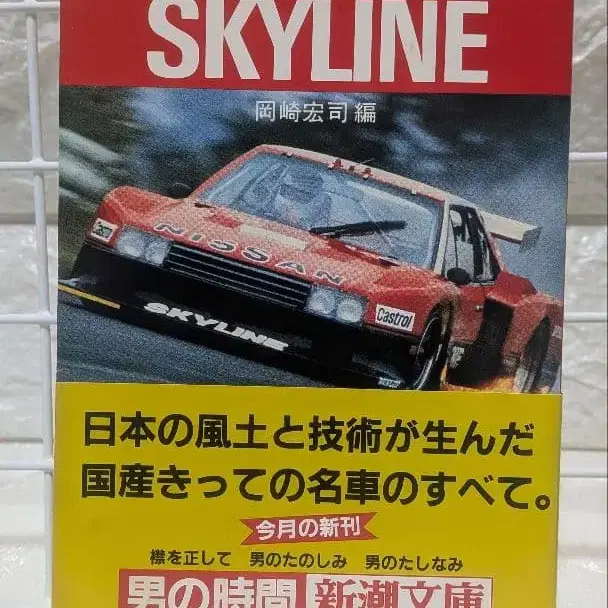 SKYLINE
岡崎宏司 編
NISSAN
Castrol
SKYLINE
日本の風土と技術が生んだ
国産きっての名車のすべて。
今月の新刊
襟を正して 男のたのしみ 男のたしなみ
男の時間 新潮文庫